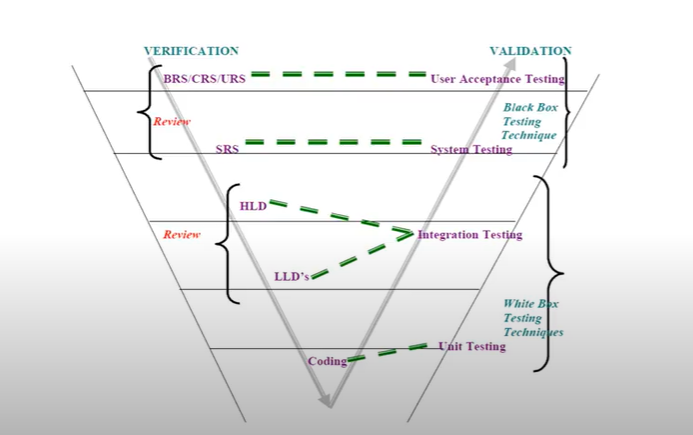 VERIFICATION
VALIDATION
BRS/CRS/URS
User Acceptance Testing
Review
Black Box
Testing
Technique
SRS
System Testing
HLD
Review
Integration Testing
LLD's
White Box
Testing
Techniques
Unit Testing
Coding